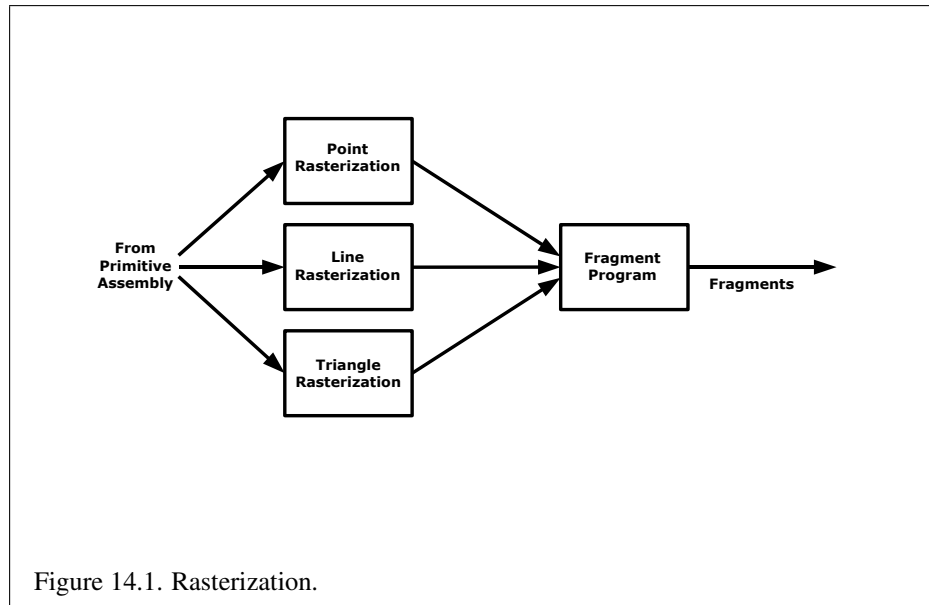 Point
Rasterization
From
Primitive
Assembly
Line
Rasterization
Triangle
Rasterization
Fragment
Program
Fragments
Figure 14.1. Rasterization.